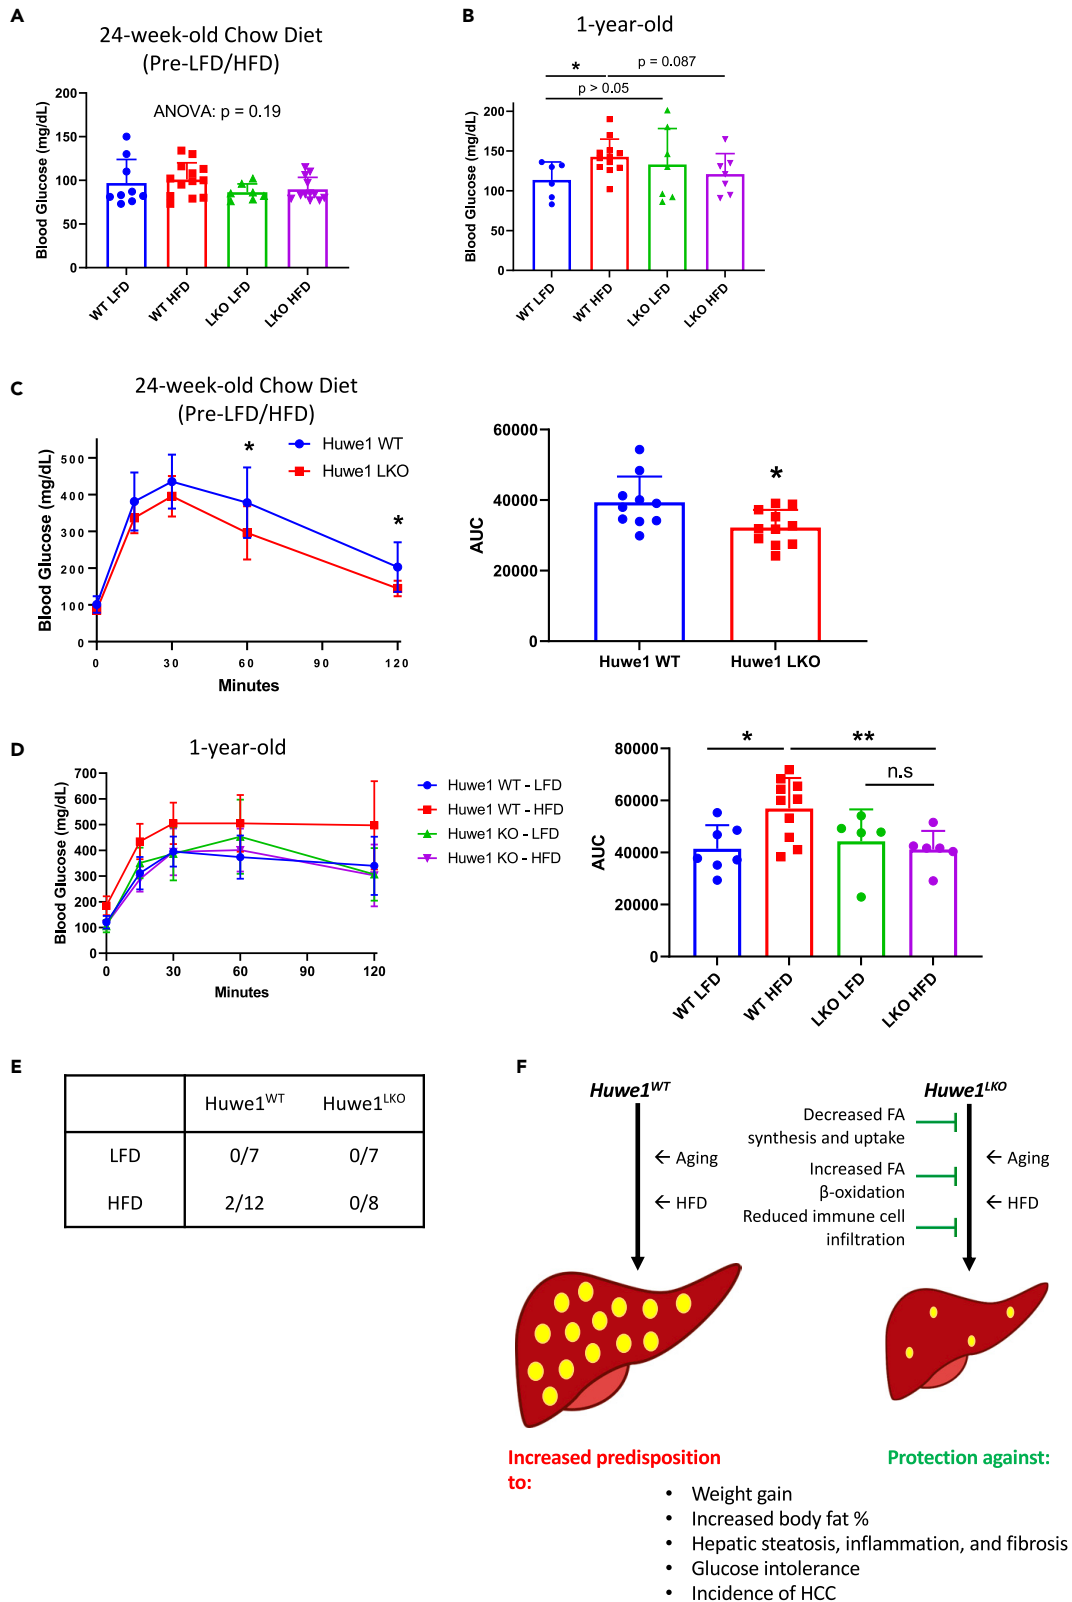 A
24-week-old Chow Diet
(Pre-LFD/HFD)
ANOVA: p = 0.19
Blood Glucose (mg/dL)
200
150
100
50
0
WT LFD
WT HFD
LKO LFD
LKO HFD
B
1-year-old
*
p = 0.087
p > 0.05
Blood Glucose (mg/dL)
200
150
100
50
0
WT LFD
WT HFD
LKO LFD
LKO HFD
C
24-week-old Chow Diet
(Pre-LFD/HFD)
Huwe1 WT
Huwe1 LKO
*
*
Blood Glucose (mg/dL)
500
400
300
200
100
0
0 30 60 90 120
Minutes
AUC
60000
40000
20000
0
*
Huwe1 WT
Huwe1 LKO
D
1-year-old
Blood Glucose (mg/dL)
700
600
500
400
300
200
100
0
0 30 60 90 120
Minutes
Huwe1 WT - LFD
Huwe1 WT - HFD
Huwe1 KO - LFD
Huwe1 KO - HFD
AUC
80000
60000
40000
20000
0
*
**
n.s
WT LFD
WT HFD
LKO LFD
LKO HFD
E
Huwe1WT Huwe1LKO
LFD 0/7 0/7
HFD 2/12 0/8
F
Huwe1WT
← Aging
← HFD
Huwe1LKO
Decreased FA
synthesis and uptake
Increased FA
β-oxidation
Reduced immune cell
infiltration
← Aging
← HFD
Increased predisposition
to:
Protection against:
• Weight gain
• Increased body fat %
• Hepatic steatosis, inflammation, and fibrosis
• Glucose intolerance
• Incidence of HCC